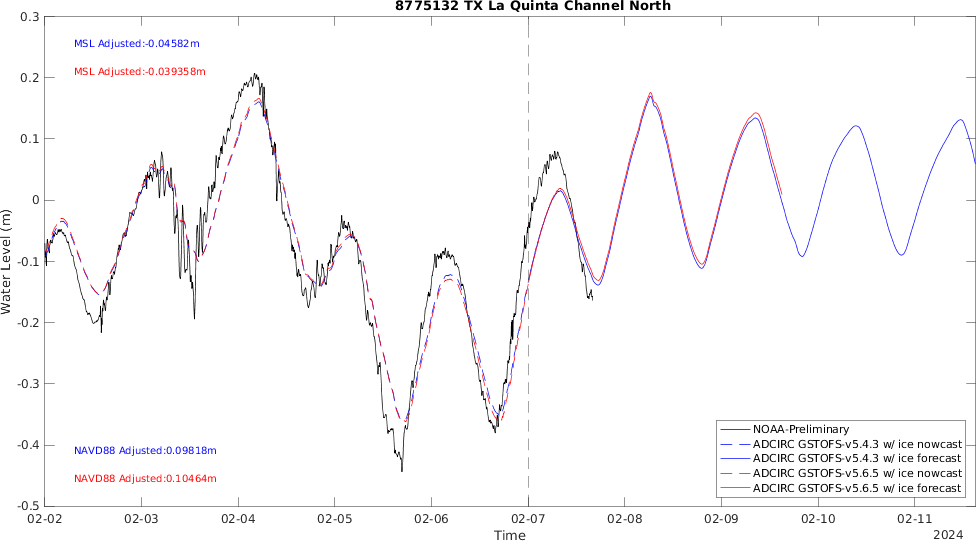 8775132 TX La Quinta Channel North
0.3
MSL Adjusted:-0.04582m
MSL Adjusted:-0.039358m
0.2
0.1
0
-0.1
-0.2
-0.3
-0.4
-0.5
Water Level (m)
NAVD88 Adjusted:0.09818m
NAVD88 Adjusted:0.10464m
NOAA-Preliminary
ADCIRC GSTOFS-v5.4.3 w/ ice nowcast
ADCIRC GSTOFS-v5.4.3 w/ ice forecast
ADCIRC GSTOFS-v5.6.5 w/ ice nowcast
ADCIRC GSTOFS-v5.6.5 w/ ice forecast
02-02 02-03 02-04 02-05 02-06 02-07 02-08 02-09 02-10 02-11
Time
2024